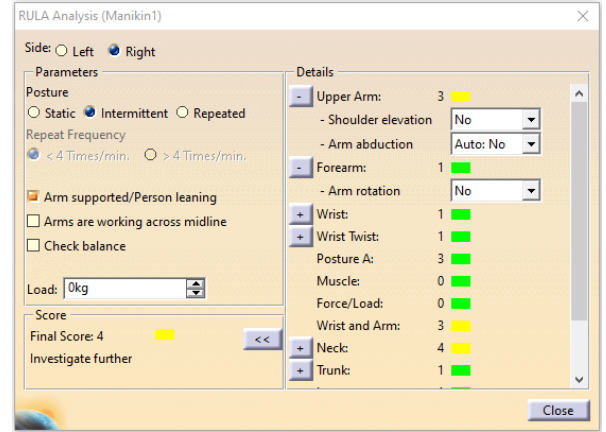 RULA Analysis (Manikin1)
Side: Left Right
Parameters
Posture
Static Intermittent Repeated
Repeat Frequency
< 4 Times/min. > 4 Times/min.
Arm supported/Person leaning
Arms are working across midline
Check balance
Load: 0kg
Score
Final Score: 4
<<
Investigate further
Details
- Upper Arm: 3
- Shoulder elevation No
- Arm abduction Auto: No
- Forearm: 1
- Arm rotation No
+ Wrist: 1
+ Wrist Twist: 1
Posture A: 3
Muscle: 0
Force/Load: 0
Wrist and Arm: 3
+ Neck: 4
+ Trunk: 1
Close